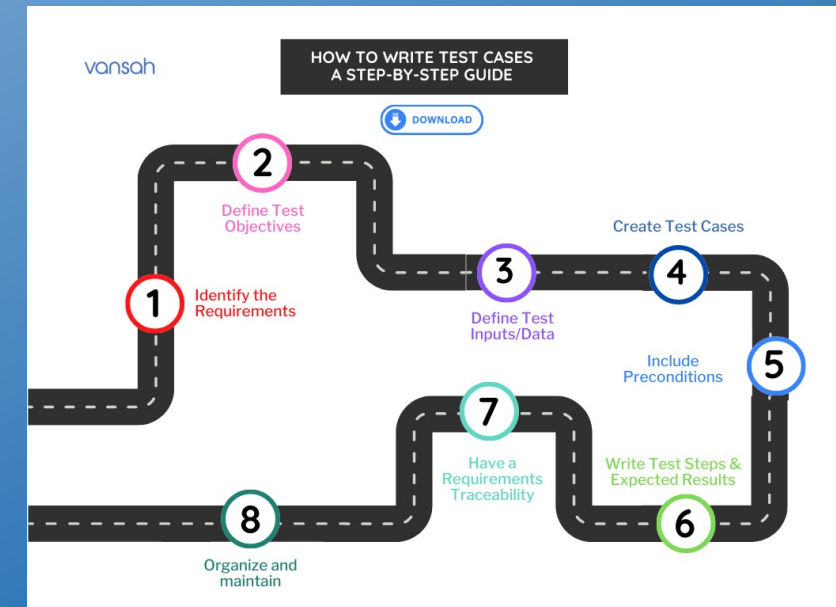 vansah
HOW TO WRITE TEST CASES
A STEP-BY-STEP GUIDE
DOWNLOAD
1
Identify the
Requirements
2
Define Test
Objectives
3
Define Test
Inputs/Data
4
Create Test Cases
5
Include
Preconditions
6
Write Test Steps &
Expected Results
7
Have a
Requirements
Traceability
8
Organize and
maintain